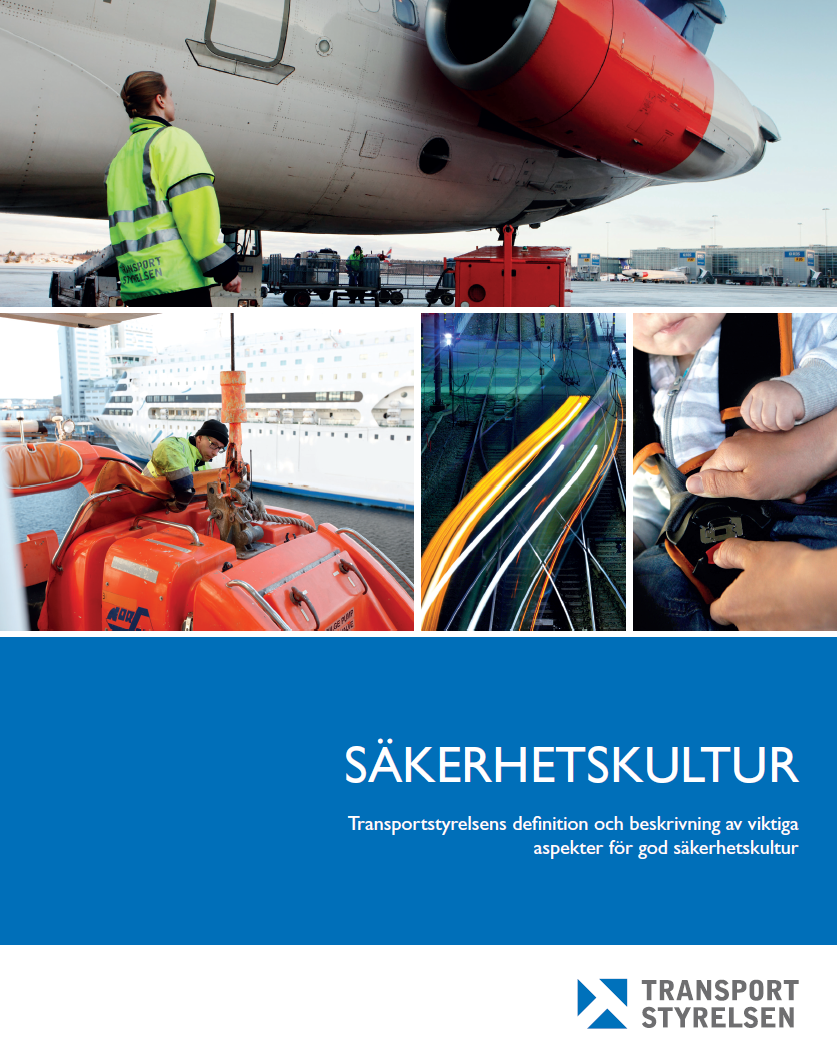 TRANSPORT
STYRELSEN
SÄKERHETSKULTUR
Transportstyrelsens definition och beskrivning av viktiga
aspekter för god säkerhetskultur
TRANSPORT
STYRELSEN